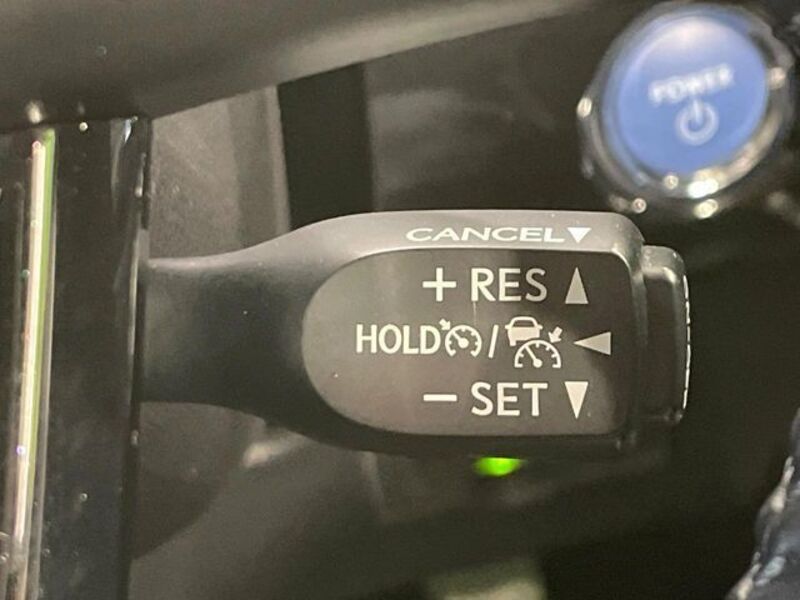 POWER
CANCEL▼
+ RES ▲
HOLD / ◀
− SET ▼